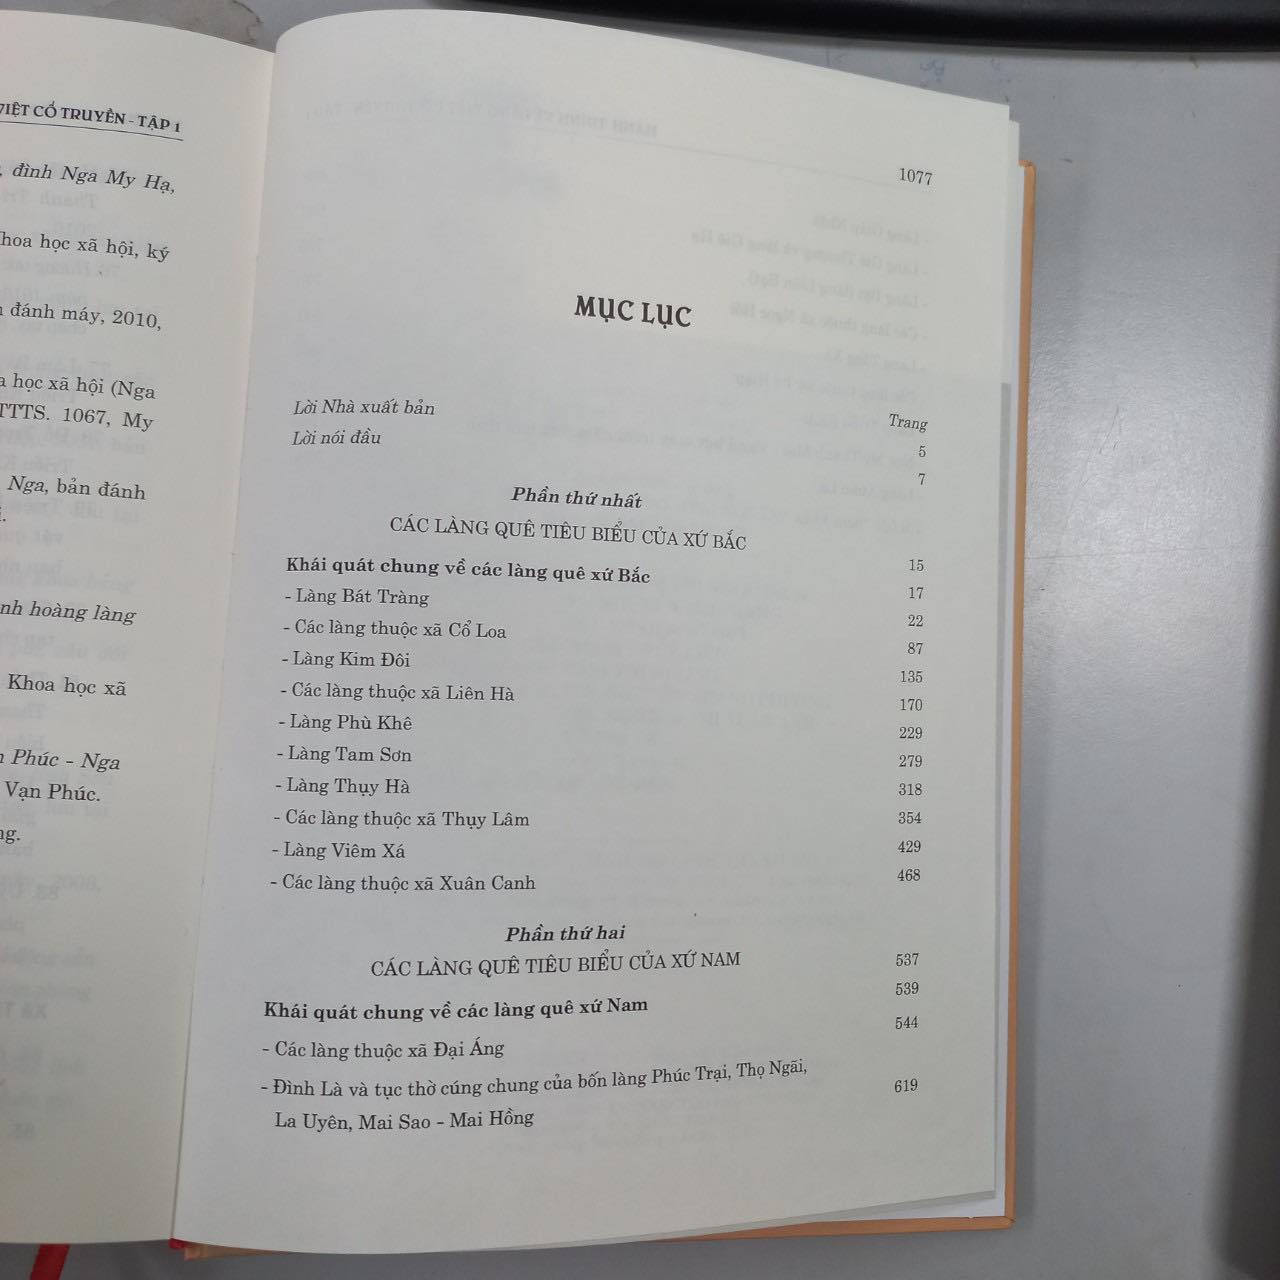 VIỆT CỔ TRUYỀN - TẬP 1
đình Nga My Hạ,
hoa học xã hội, ký
đánh máy, 2010,
học xã hội (Nga
TTTS. 1067, My
Nga, bản đánh
nh hoàng làng
Khoa học xã
Phúc - Nga
Vạn Phúc.
ng.
1077
MỤC LỤC
Trang
Lời Nhà xuất bản 5
Lời nói đầu 7
Phần thứ nhất
CÁC LÀNG QUÊ TIÊU BIỂU CỦA XỨ BẮC 15
Khái quát chung về các làng quê xứ Bắc 17
- Làng Bát Tràng 22
- Các làng thuộc xã Cổ Loa 87
- Làng Kim Đôi 135
- Các làng thuộc xã Liên Hà 170
- Làng Phù Khê 229
- Làng Tam Sơn 279
- Làng Thụy Hà 318
- Các làng thuộc xã Thụy Lâm 354
- Làng Viêm Xá 429
- Các làng thuộc xã Xuân Canh 468
Phần thứ hai
CÁC LÀNG QUÊ TIÊU BIỂU CỦA XỨ NAM 537
Khái quát chung về các làng quê xứ Nam 539
- Các làng thuộc xã Đại Áng 544
- Đình Là và tục thờ cúng chung của bốn làng Phúc Trại, Thọ Ngãi,
La Uyên, Mai Sao - Mai Hồng 619